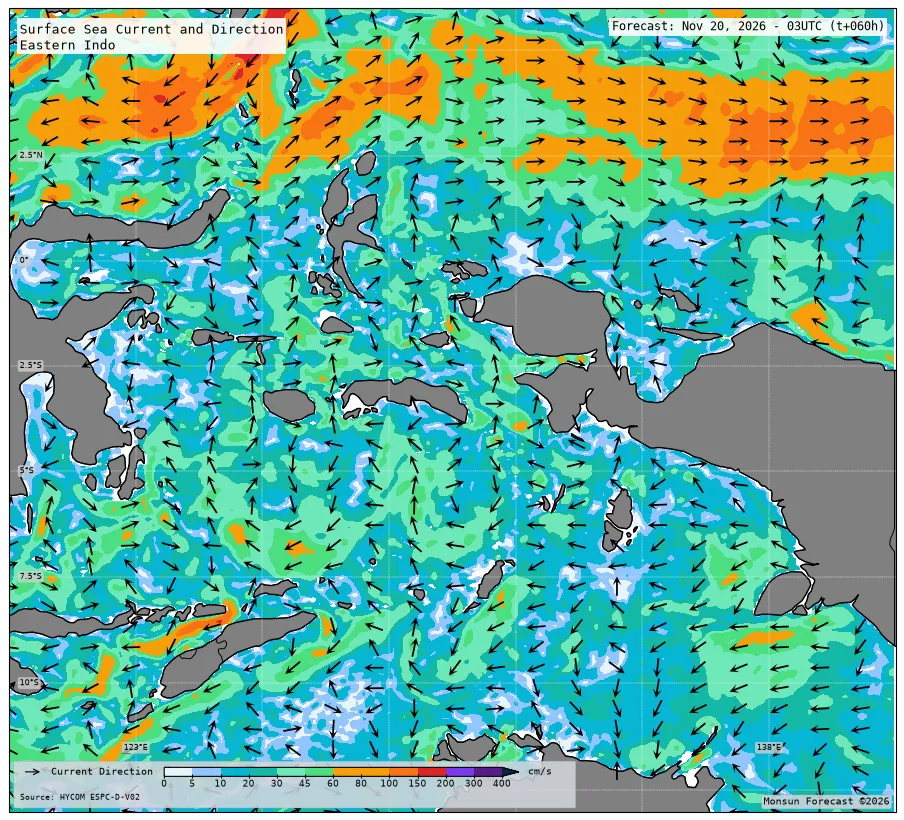 Surface Sea Current and Direction
Eastern Indo
Forecast: Nov 20, 2026 - 03UTC (t+060h)
2.5°N
0°
2.5°S
5°S
7.5°S
10°S
123°E
138°E
Current Direction
0 5 10 20 30 45 60 80 100 150 200 300 400 cm/s
Source: HYCOM ESPC-D-V02
Monsun Forecast ©2026